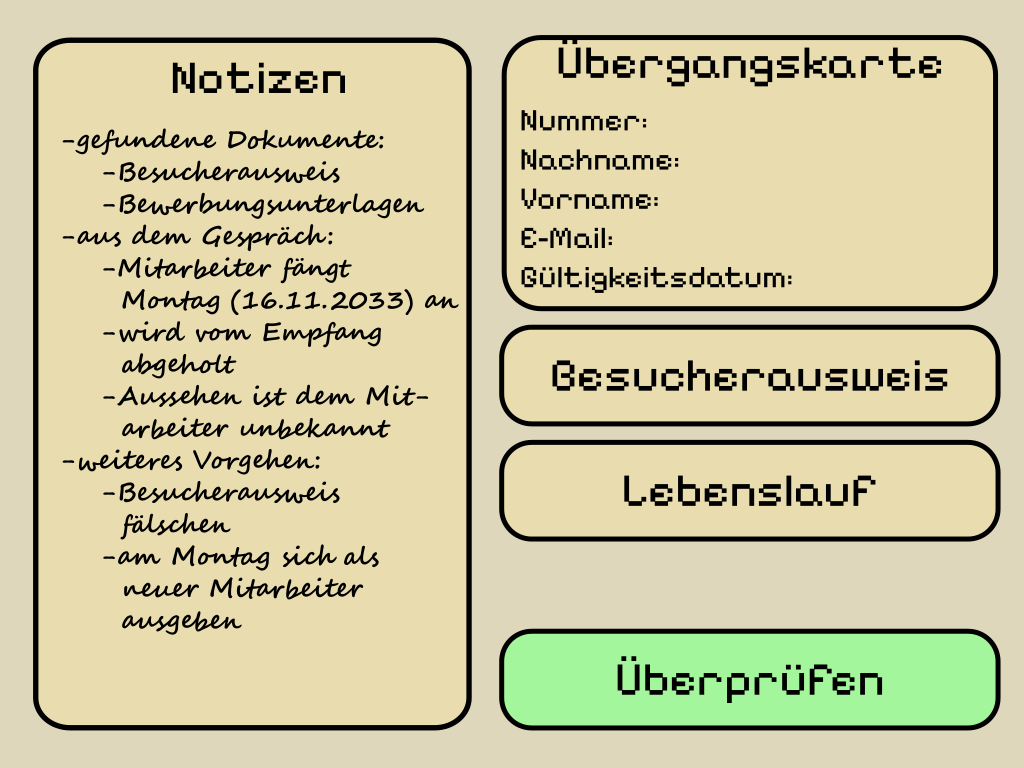 Notizen
-gefundene Dokumente:
-Besucherausweis
-Bewerbungsunterlagen
-aus dem Gespräch:
-Mitarbeiter fängt
Montag (16.11.2033) an
-wird vom Empfang
abgeholt
-Aussehen ist dem Mit-
arbeiter unbekannt
-weiteres Vorgehen:
-Besucherausweis
fälschen
-am Montag sich als
neuer Mitarbeiter
ausgeben
Übergangskarte
Nummer:
Nachname:
Vorname:
E-Mail:
Gültigkeitsdatum:
Besucherausweis
Lebenslauf
Überprüfen